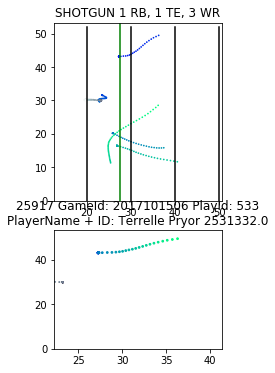 SHOTGUN 1 RB, 1 TE, 3 WR
50
40
30
20
10
0
20 30 40 50
2591 / GameId: 2017101506 PlayId: 533
PlayerName + ID: Terrelle Pryor 2531332.0
40
20
0
25 30 35 40